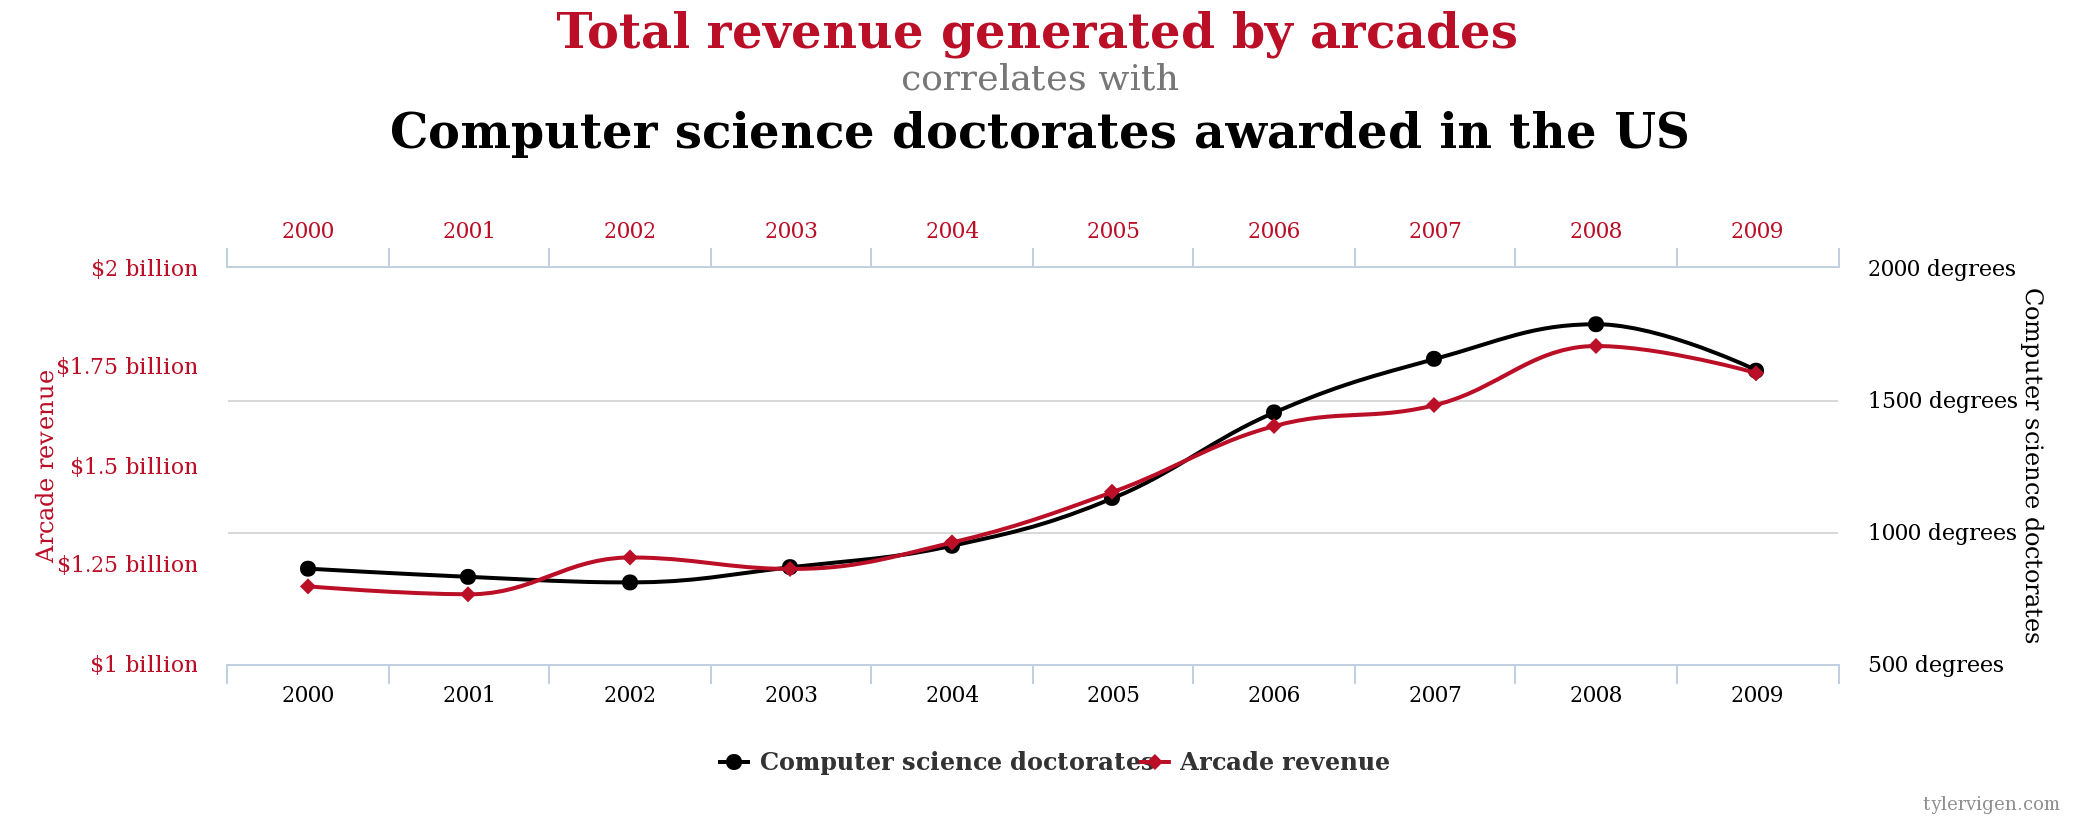 Total revenue generated by arcades
correlates with
Computer science doctorates awarded in the US
2000 2001 2002 2003 2004 2005 2006 2007 2008 2009
$2 billion 2000 degrees
$1.75 billion
1500 degrees
$1.5 billion
1000 degrees
$1.25 billion
$1 billion 500 degrees
Arcade revenue
Computer science doctorates
2000 2001 2002 2003 2004 2005 2006 2007 2008 2009
Computer science doctorates Arcade revenue
tylervigen.com